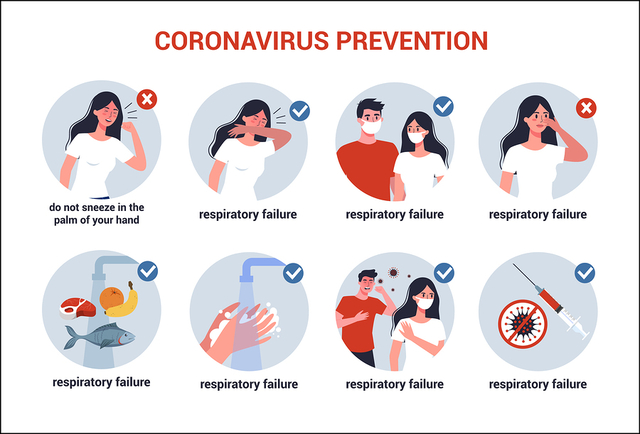 CORONAVIRUS PREVENTION
do not sneeze in the
palm of your hand
respiratory failure
respiratory failure
respiratory failure
respiratory failure
respiratory failure
respiratory failure
respiratory failure